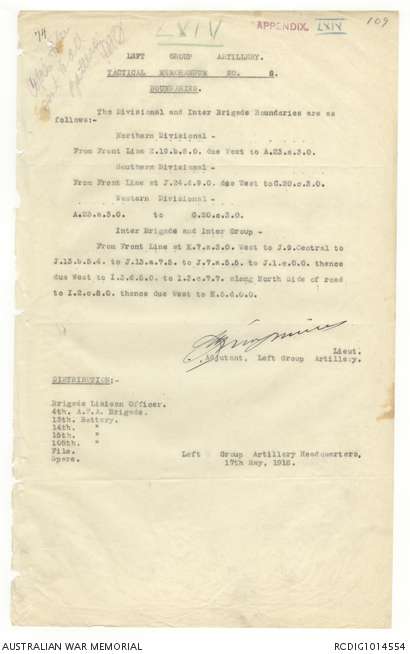 LXIV
APPENDIX. LXIV
109
LEFT GROUP ARTILLERY.
TACTICAL MEMORANDUM NO. 8.
BOUNDARIES.
The Divisional and Inter Brigade Boundaries are as
follows:-
Northern Divisional -
From Front Line K.19.b.8.0. due West to A.23.c.3.0.
Southern Divisional -
From Front Line at J.24.d.9.0. due West to G.20.c.3.0.
Western Divisional -
A.23.c.3.0. to G.20.c.3.0.
Inter Brigade and Inter Group -
From Front Line at K.7.a.3.0. West to J.9.Central to
J.13.b.5.4. to J.13.a.7.5. to J.7.a.5.5. to J.1.c.0.0. thence
due West to I.3.d.5.0. to I.2.c.7.7. along North Side of road
to I.2.c.8.0. thence due West to H.5.d.0.0.
Lieut.
Adjutant, Left Group Artillery.
DISTRIBUTION:-
Brigade Liaison Officer.
4th. A.F.A. Brigade.
13th. Battery.
14th. "
15th. "
108th. "
File.
Spare.
Left Group Artillery Headquarters,
17th May, 1918.
AUSTRALIAN WAR MEMORIAL
RCDIG1014554